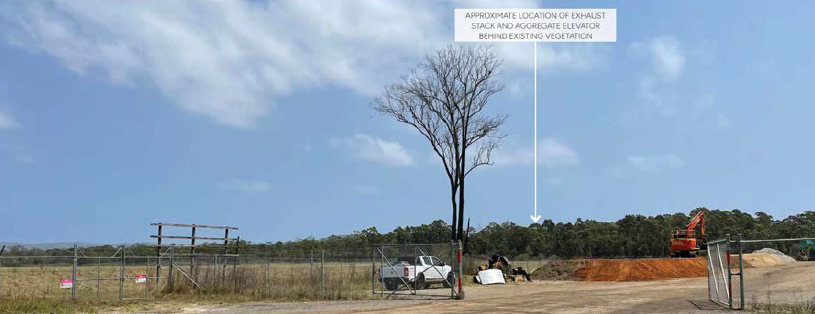 APPROXIMATE LOCATION OF EXHAUST
STACK AND AGGREGATE ELEVATOR
BEHIND EXISTING VEGETATION